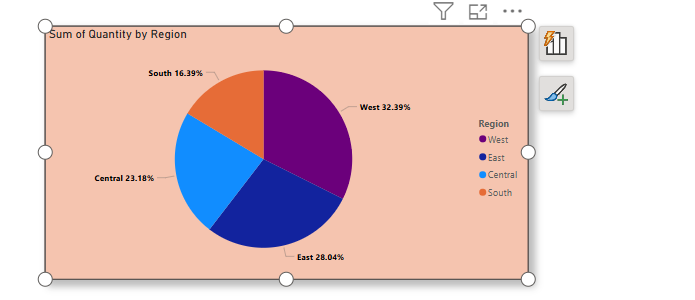 Sum of Quantity by Region
South 16.39%
West 32.39%
Central 23.18%
East 28.04%
Region
West
East
Central
South